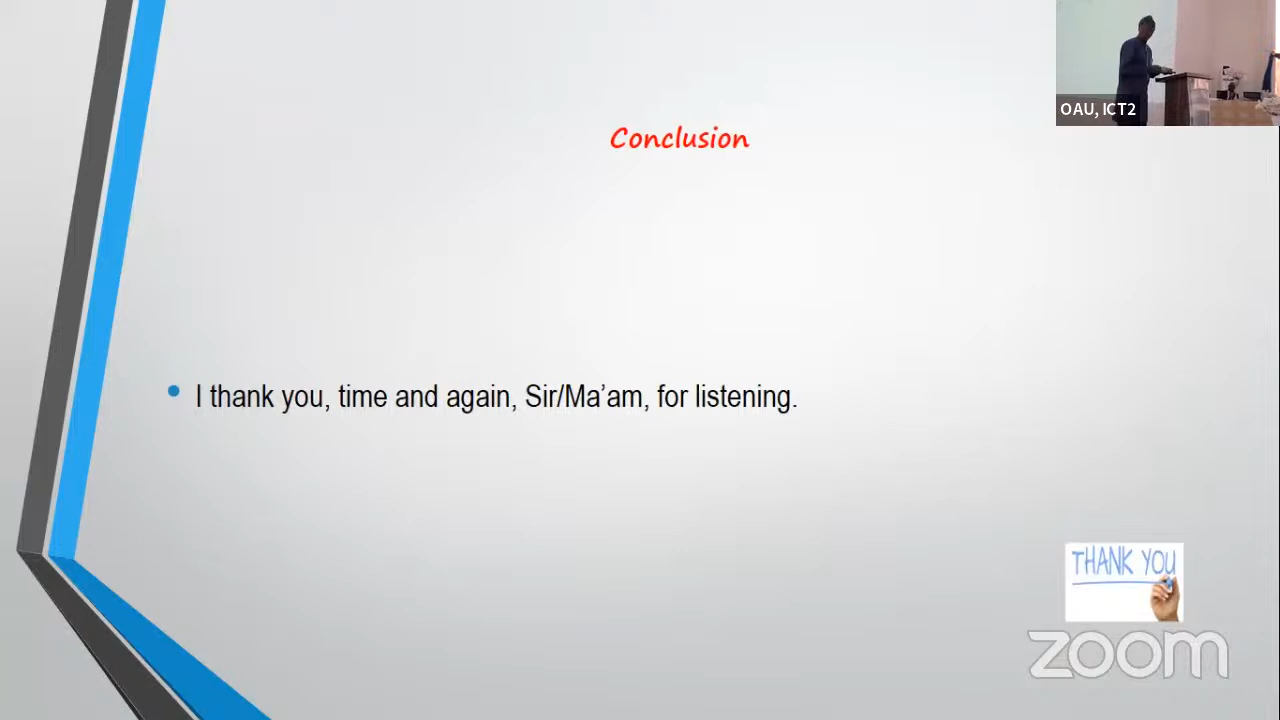 OAU, ICT2
Conclusion
• I thank you, time and again, Sir/Ma’am, for listening.
THANK YOU
zoom